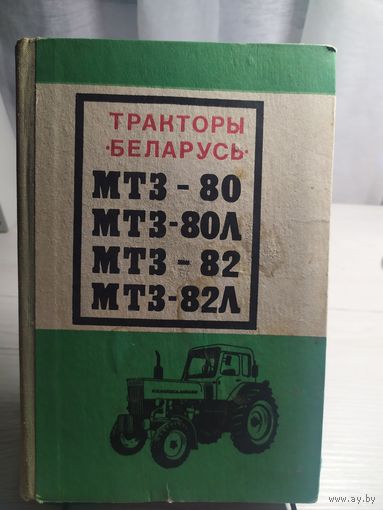 ТРАКТОРЫ
·БЕЛАРУСЬ·
МТЗ - 80
МТЗ-80Л
МТЗ - 82
МТЗ-82Л
www.ay.by